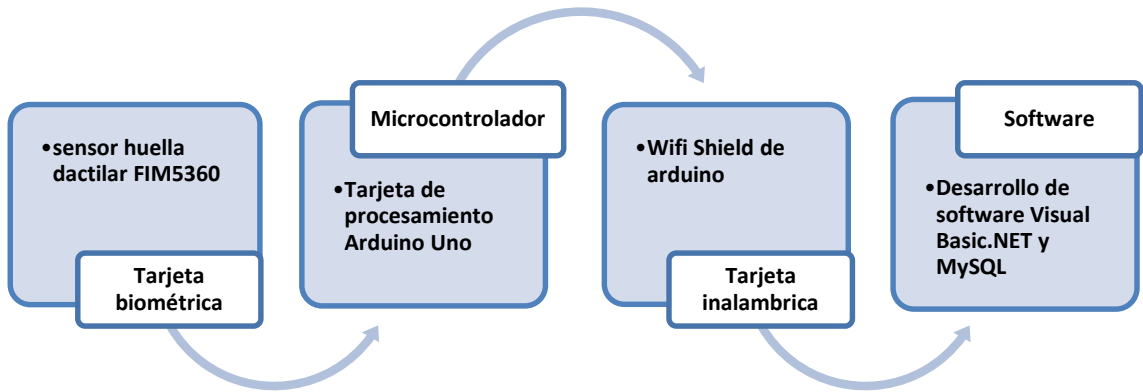 •sensor huella
dactilar FIM5360
Tarjeta
biométrica
Microcontrolador
•Tarjeta de
procesamiento
Arduino Uno
•Wifi Shield de
arduino
Tarjeta
inalambrica
Software
•Desarrollo de
software Visual
Basic.NET y
MySQL